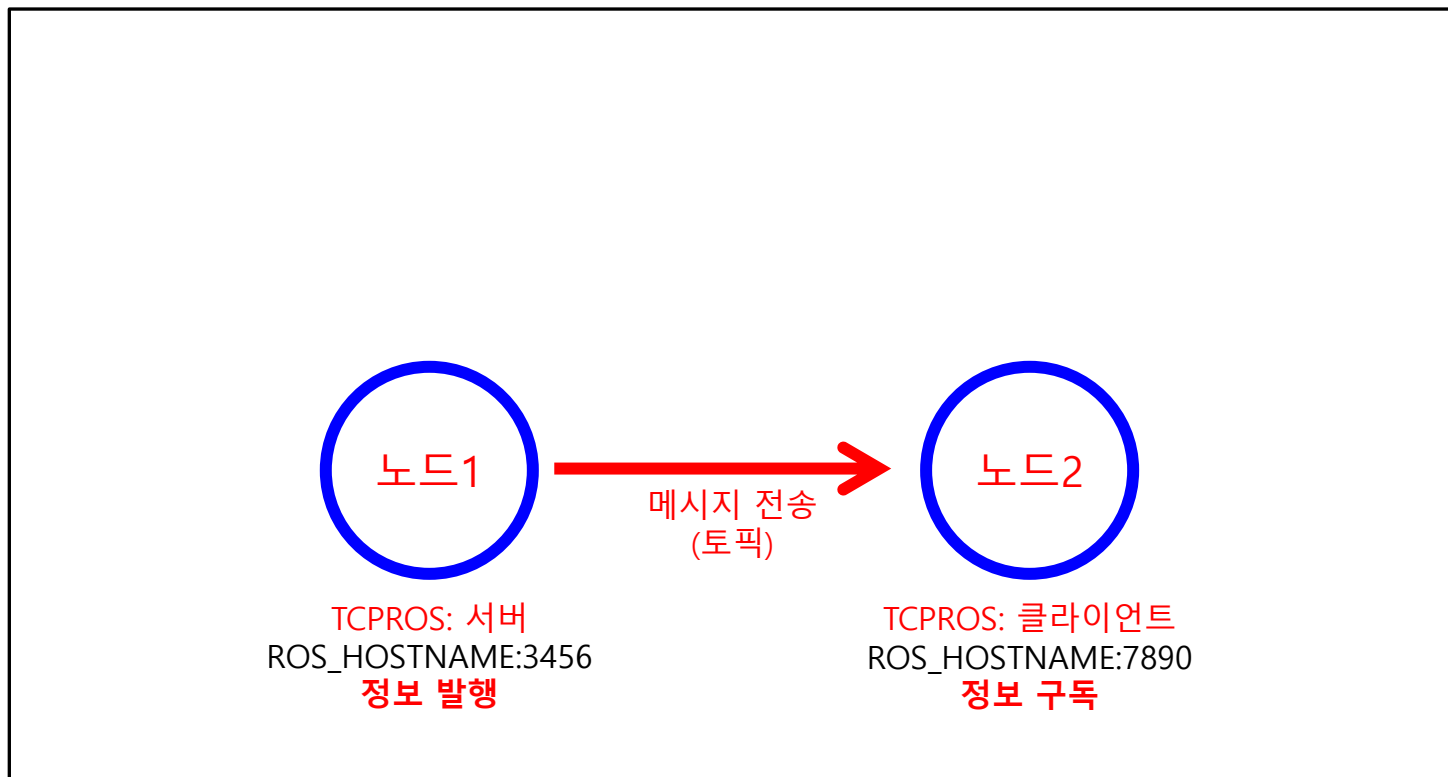 노드1
노드2
메시지 전송
(토픽)
TCPROS: 서버
ROS_HOSTNAME:3456
정보 발행
TCPROS: 클라이언트
ROS_HOSTNAME:7890
정보 구독